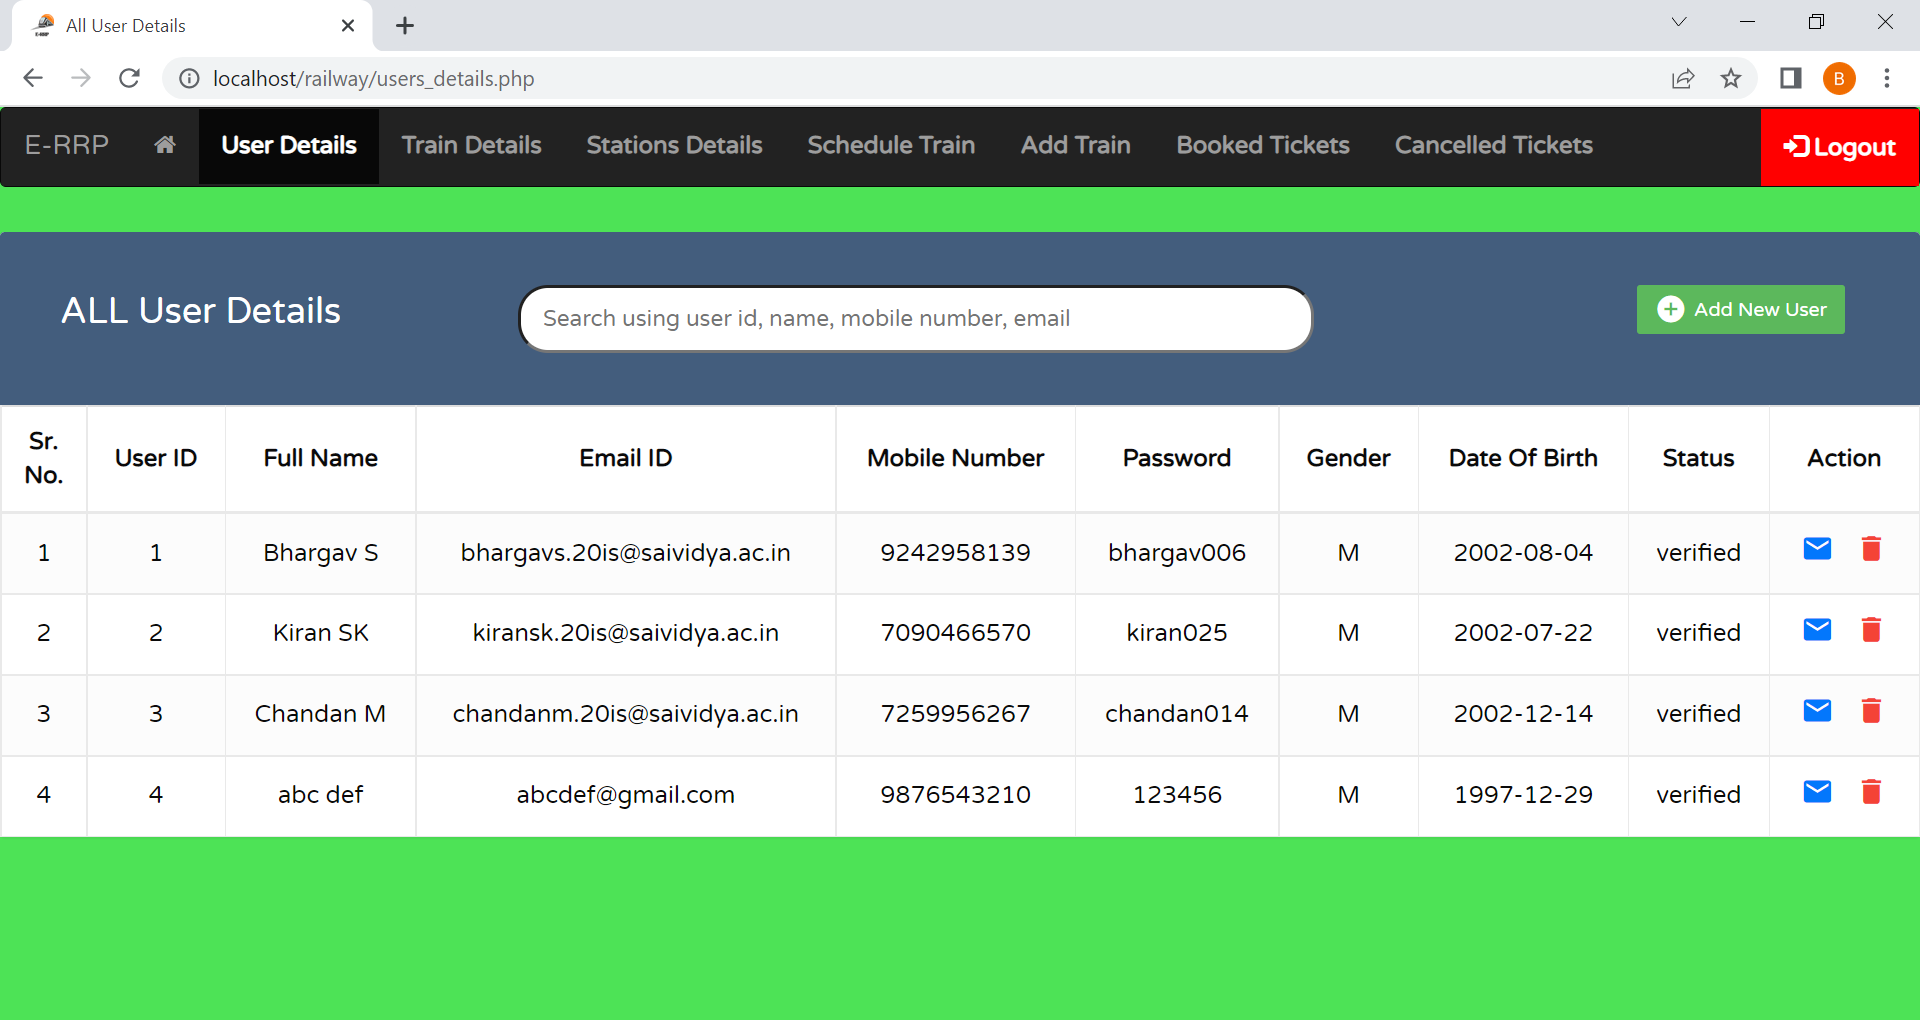 All User Details
localhost/railway/users_details.php
B
E-RRP User Details Train Details Stations Details Schedule Train Add Train Booked Tickets Cancelled Tickets Logout
ALL User Details
Search using user id, name, mobile number, email
Add New User
Sr. No. User ID Full Name Email ID Mobile Number Password Gender Date Of Birth Status Action
1 1 Bhargav S bhargavs.20is@saividya.ac.in 9242958139 bhargav006 M 2002-08-04 verified
2 2 Kiran SK kiransk.20is@saividya.ac.in 7090466570 kiran025 M 2002-07-22 verified
3 3 Chandan M chandanm.20is@saividya.ac.in 7259956267 chandan014 M 2002-12-14 verified
4 4 abc def abcdef@gmail.com 9876543210 123456 M 1997-12-29 verified